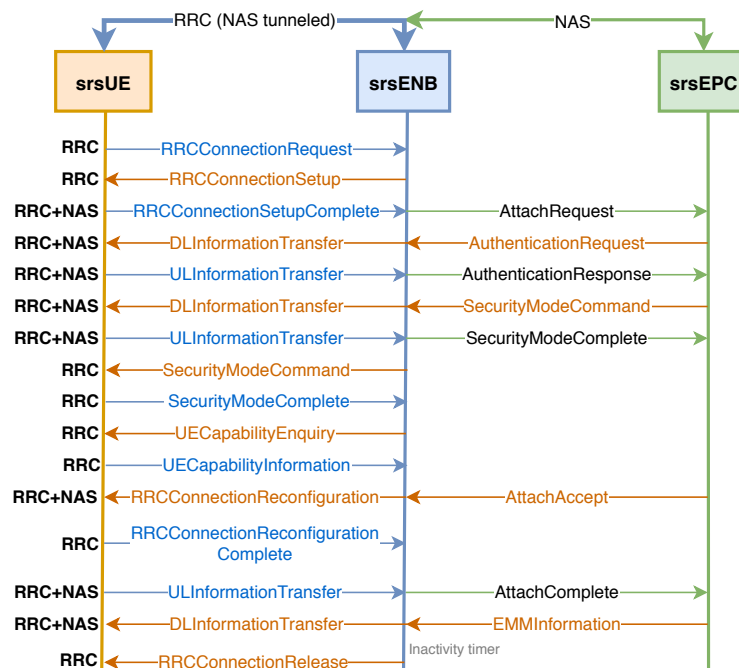 RRC (NAS tunneled)
NAS
srsUE
srsENB
srsEPC
RRC RRCConnectionRequest
RRC RRCConnectionSetup
RRC+NAS RRCConnectionSetupComplete AttachRequest
RRC+NAS DLInformationTransfer AuthenticationRequest
RRC+NAS ULInformationTransfer AuthenticationResponse
RRC+NAS DLInformationTransfer SecurityModeCommand
RRC+NAS ULInformationTransfer SecurityModeComplete
RRC SecurityModeCommand
RRC SecurityModeComplete
RRC UECapabilityEnquiry
RRC UECapabilityInformation
RRC+NAS RRCConnectionReconfiguration AttachAccept
RRC RRCConnectionReconfiguration
Complete
RRC+NAS ULInformationTransfer AttachComplete
RRC+NAS DLInformationTransfer EMMInformation
Inactivity timer
RRC RRCConnectionRelease